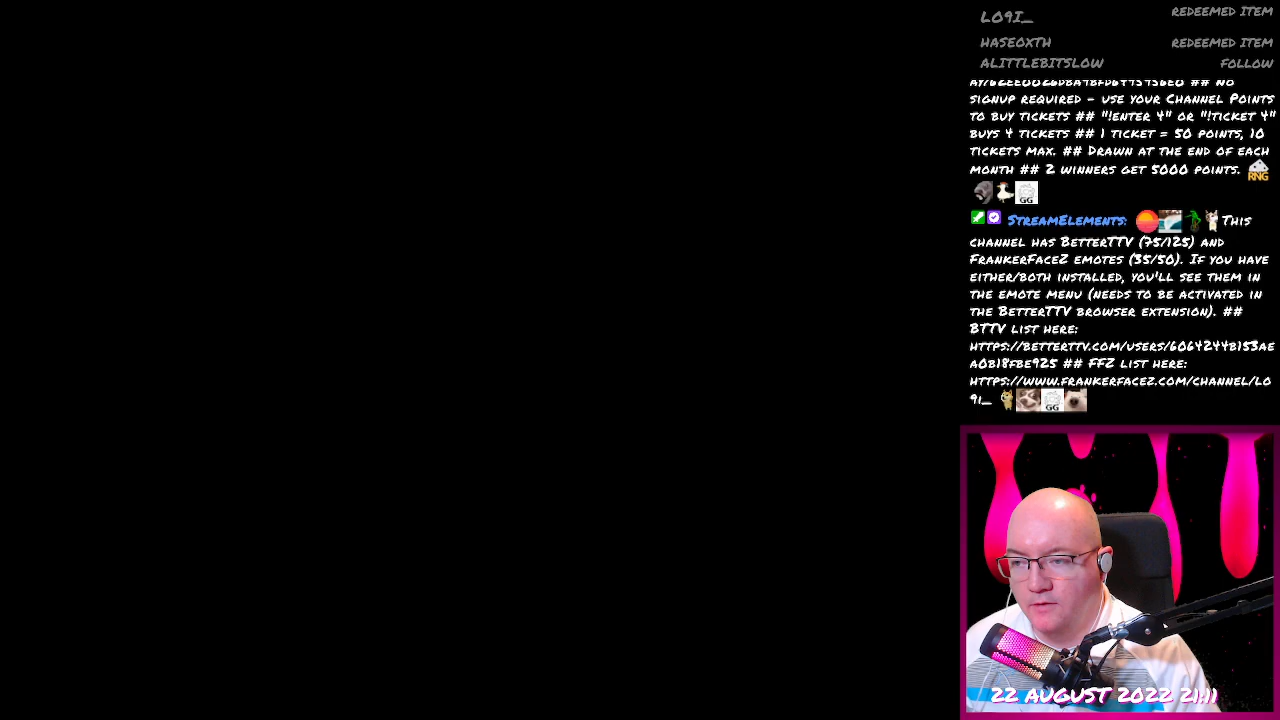 LO9I_ REDEEMED ITEM
HASEOXTH REDEEMED ITEM
ALITTLEBITSLOW FOLLOW
## NO
SIGNUP REQUIRED - USE YOUR CHANNEL POINTS
TO BUY TICKETS ## "!ENTER 4" OR "!TICKET 4"
BUYS 4 TICKETS ## 1 TICKET = 50 POINTS, 10
TICKETS MAX. ## DRAWN AT THE END OF EACH
MONTH ## 2 WINNERS GET 5000 POINTS. RNG
GG
STREAMELEMENTS: THIS
CHANNEL HAS BETTERTTV (75/125) AND
FRANKERFACEZ EMOTES (35/50). IF YOU HAVE
EITHER/BOTH INSTALLED, YOU'LL SEE THEM IN
THE EMOTE MENU (NEEDS TO BE ACTIVATED IN
THE BETTERTTV BROWSER EXTENSION). ##
BTTV LIST HERE:
HTTPS://BETTERTTV.COM/USERS/6064244B153AE
A0B18FBE925 ## FFZ LIST HERE:
HTTPS://WWW.FRANKERFACEZ.COM/CHANNEL/LO
9I_ GG
22 AUGUST 2022 21:11